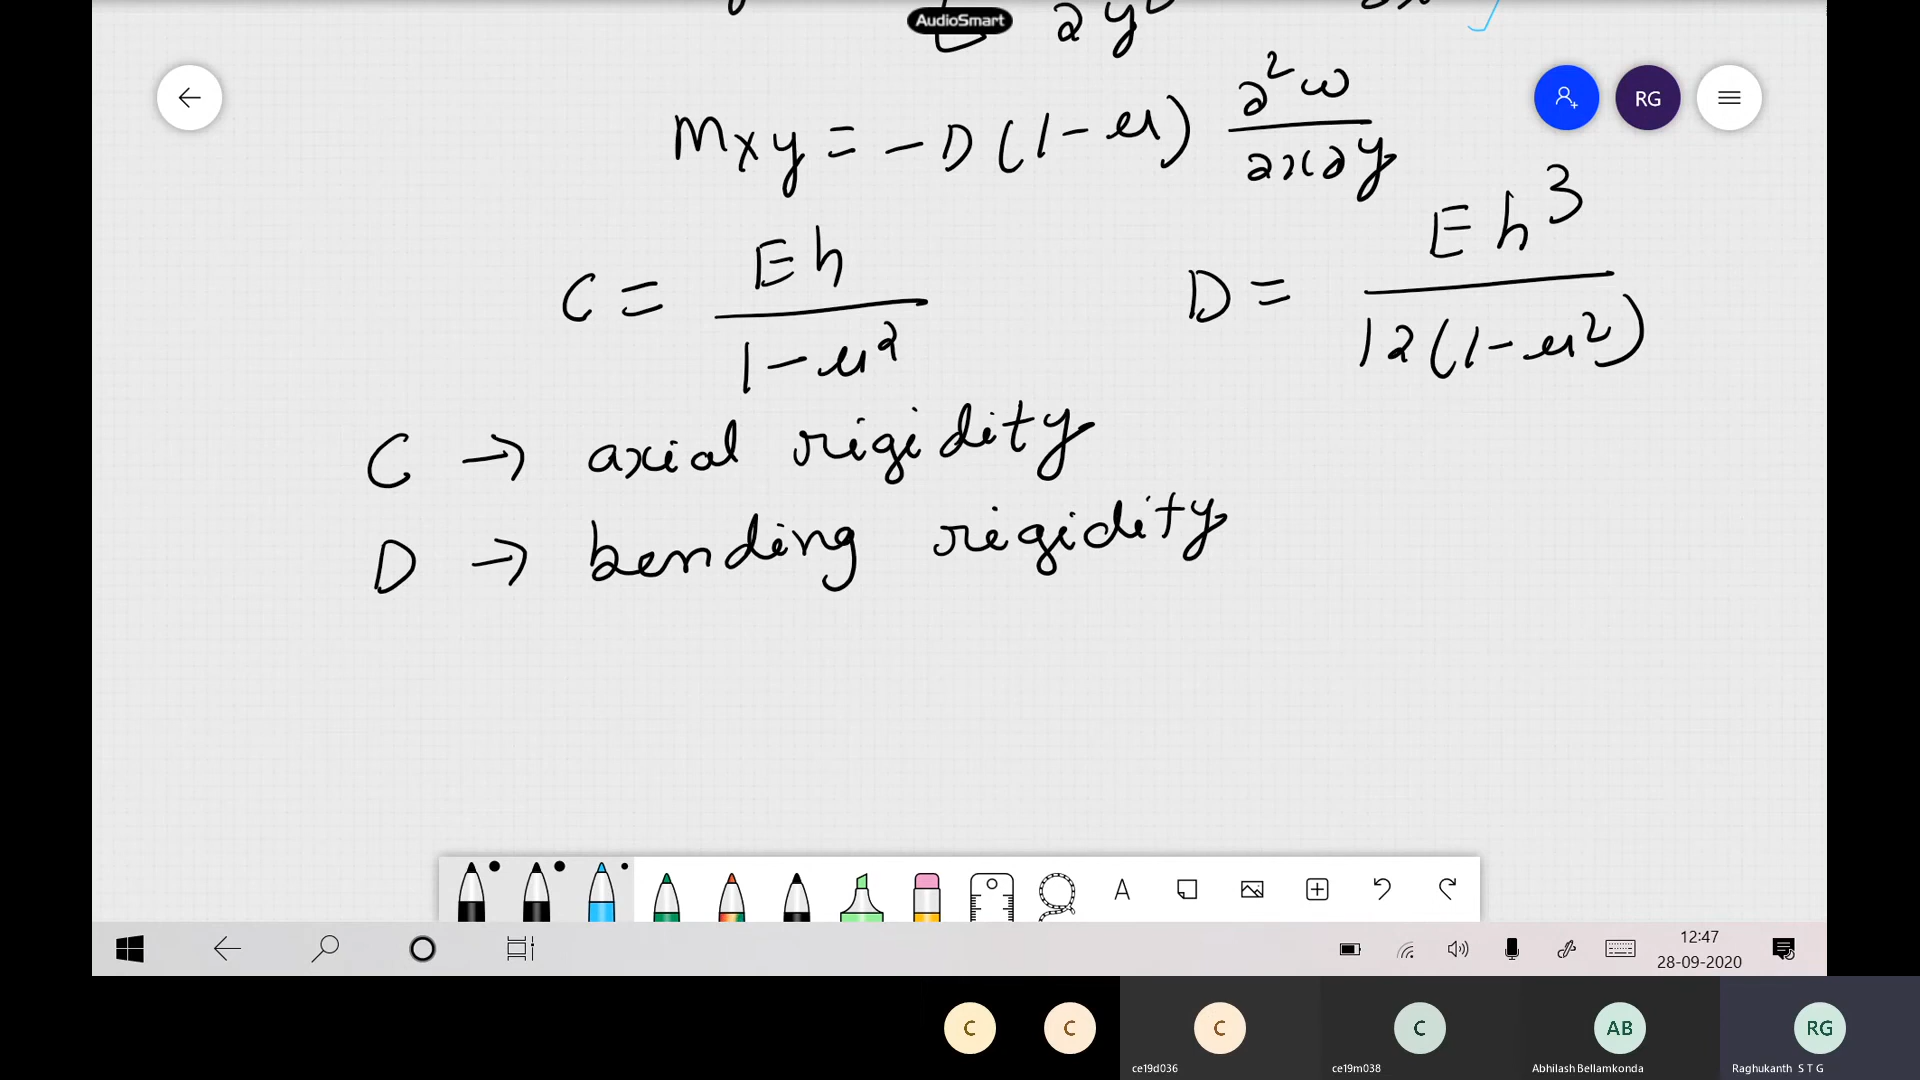 AudioSmart
∂y²
RG
Mxy = -D(1-μ) ∂²ω/∂x∂y
C = Eh/1-μ²
D = Eh³/12(1-μ²)
C → axial rigidity
D → bending rigidity
A
12:47
28-09-2020
C
C
C
C
AB
RG
ce19d036
ce19m038
Abhilash Bellamkonda
Raghukanth S T G